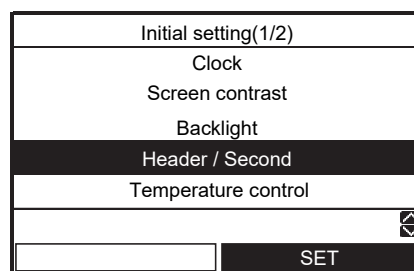 Initial setting(1/2)
Clock
Screen contrast
Backlight
Header / Second
Temperature control
SET